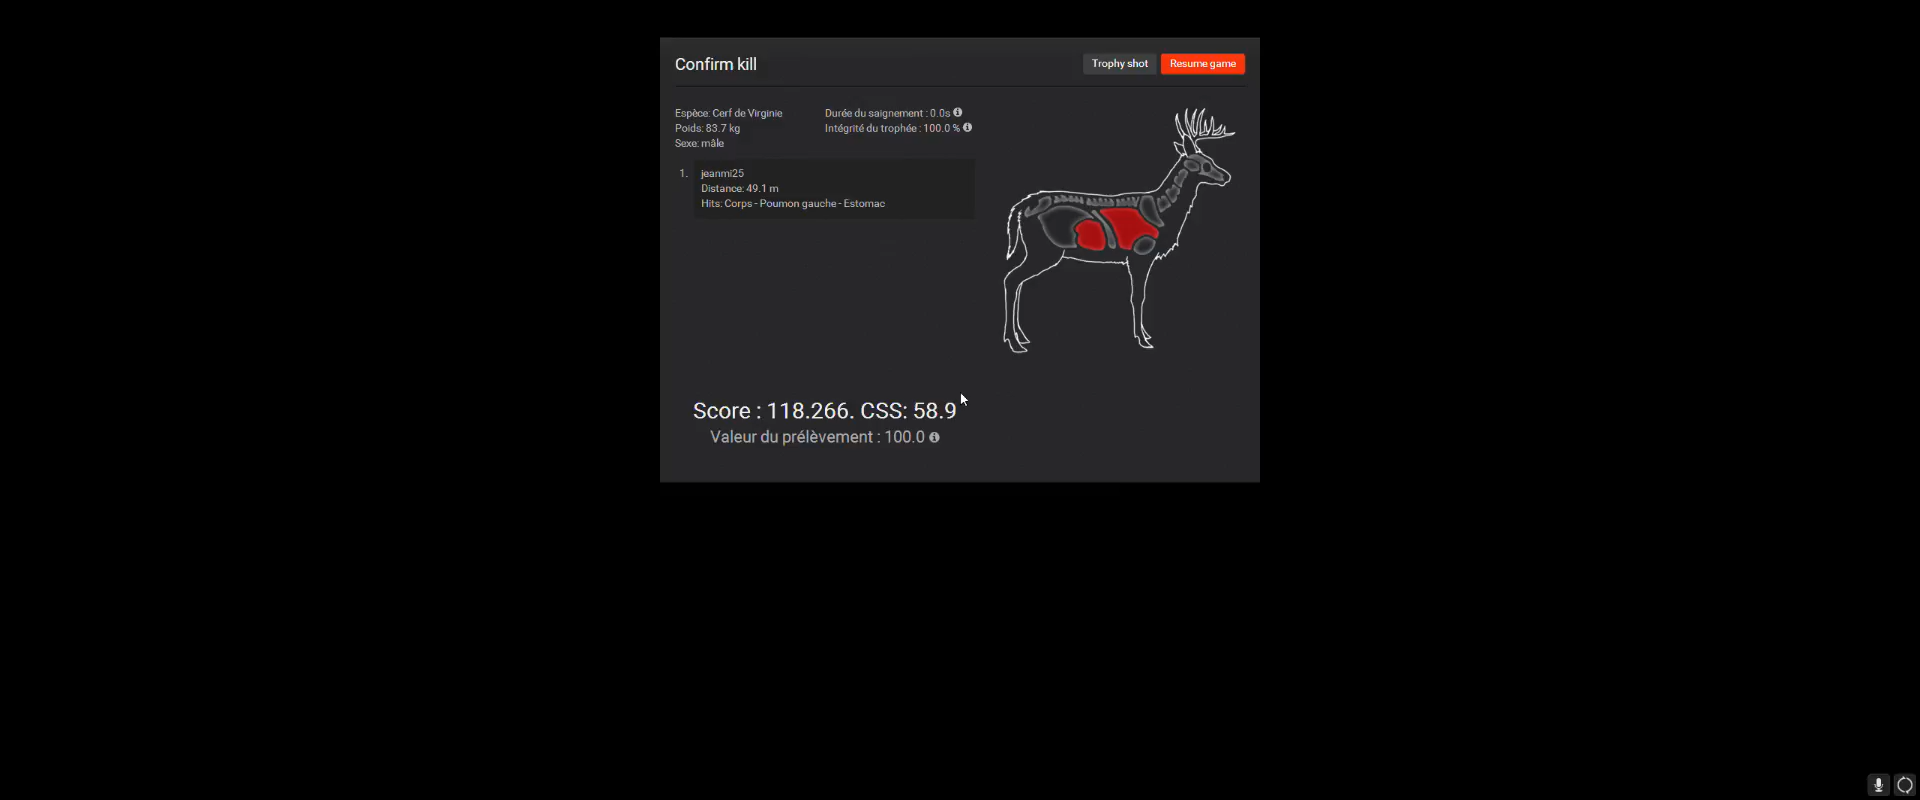 Confirm kill
Trophy shot
Resume game
Espèce: Cerf de Virginie
Poids: 83.7 kg
Sexe: mâle
Durée du saignement : 0.0s
Intégrité du trophée : 100.0 %
1.
jeanmi25
Distance: 49.1 m
Hits: Corps - Poumon gauche - Estomac
Score : 118.266. CSS: 58.9
Valeur du prélèvement : 100.0